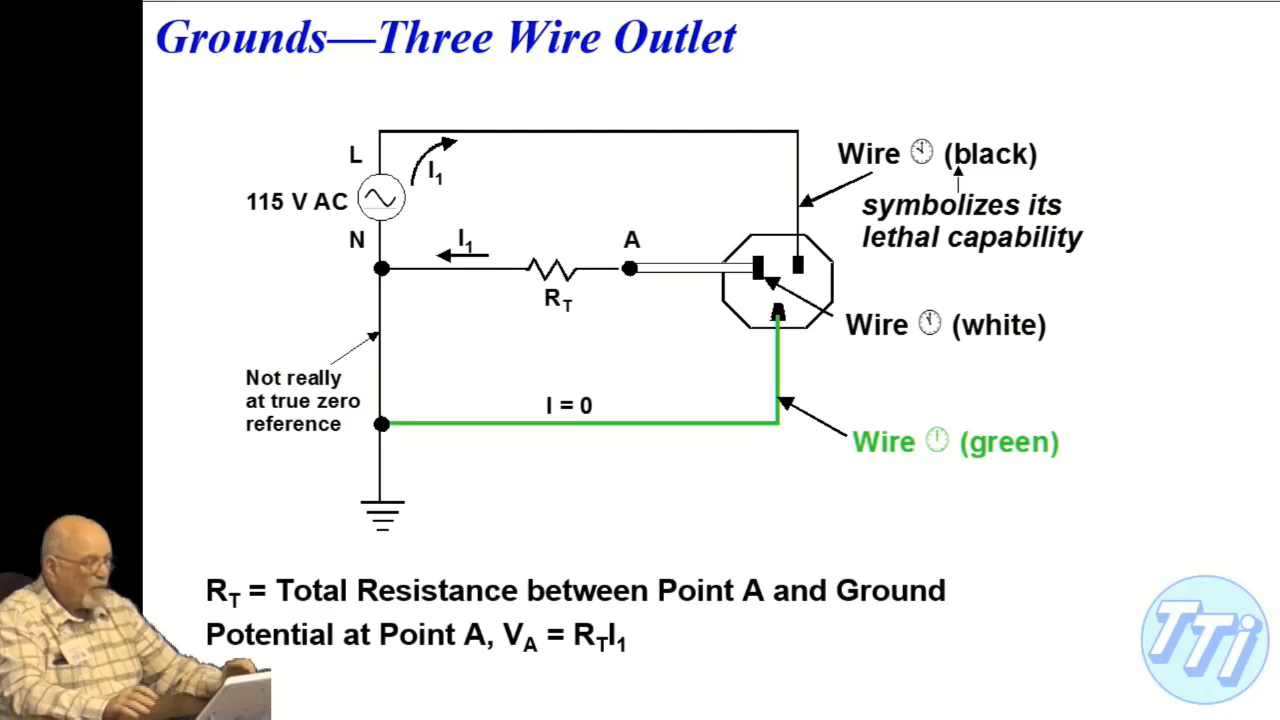 Grounds—Three Wire Outlet
L
I1
115 V AC
N
I1
A
RT
Wire 🕙 (black)
symbolizes its
lethal capability
Wire 🕚 (white)
Not really
at true zero
reference
I = 0
Wire 🕛 (green)
RT = Total Resistance between Point A and Ground
Potential at Point A, VA = RTI1
TTi